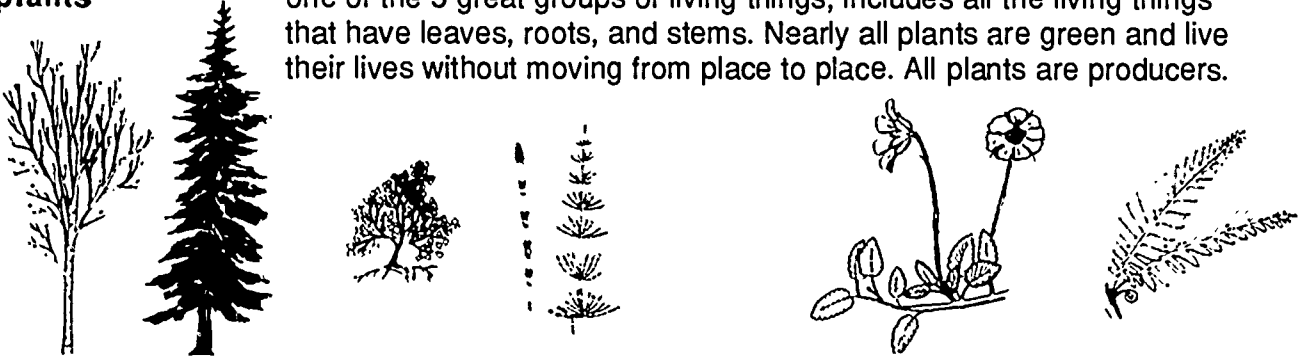 plants
one of the 5 great groups of living things, includes all the living things
that have leaves, roots, and stems. Nearly all plants are green and live
their lives without moving from place to place. All plants are producers.